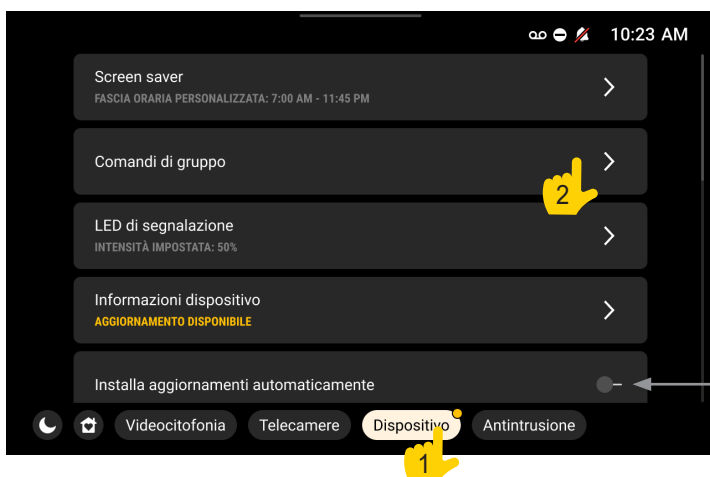 10:23 AM
Screen saver
FASCIA ORARIA PERSONALIZZATA: 7:00 AM - 11:45 PM
Comandi di gruppo
2
LED di segnalazione
INTENSITÀ IMPOSTATA: 50%
Informazioni dispositivo
AGGIORNAMENTO DISPONIBILE
Installa aggiornamenti automaticamente
Videocitofonia Telecamere Dispositivo Antintrusione
1